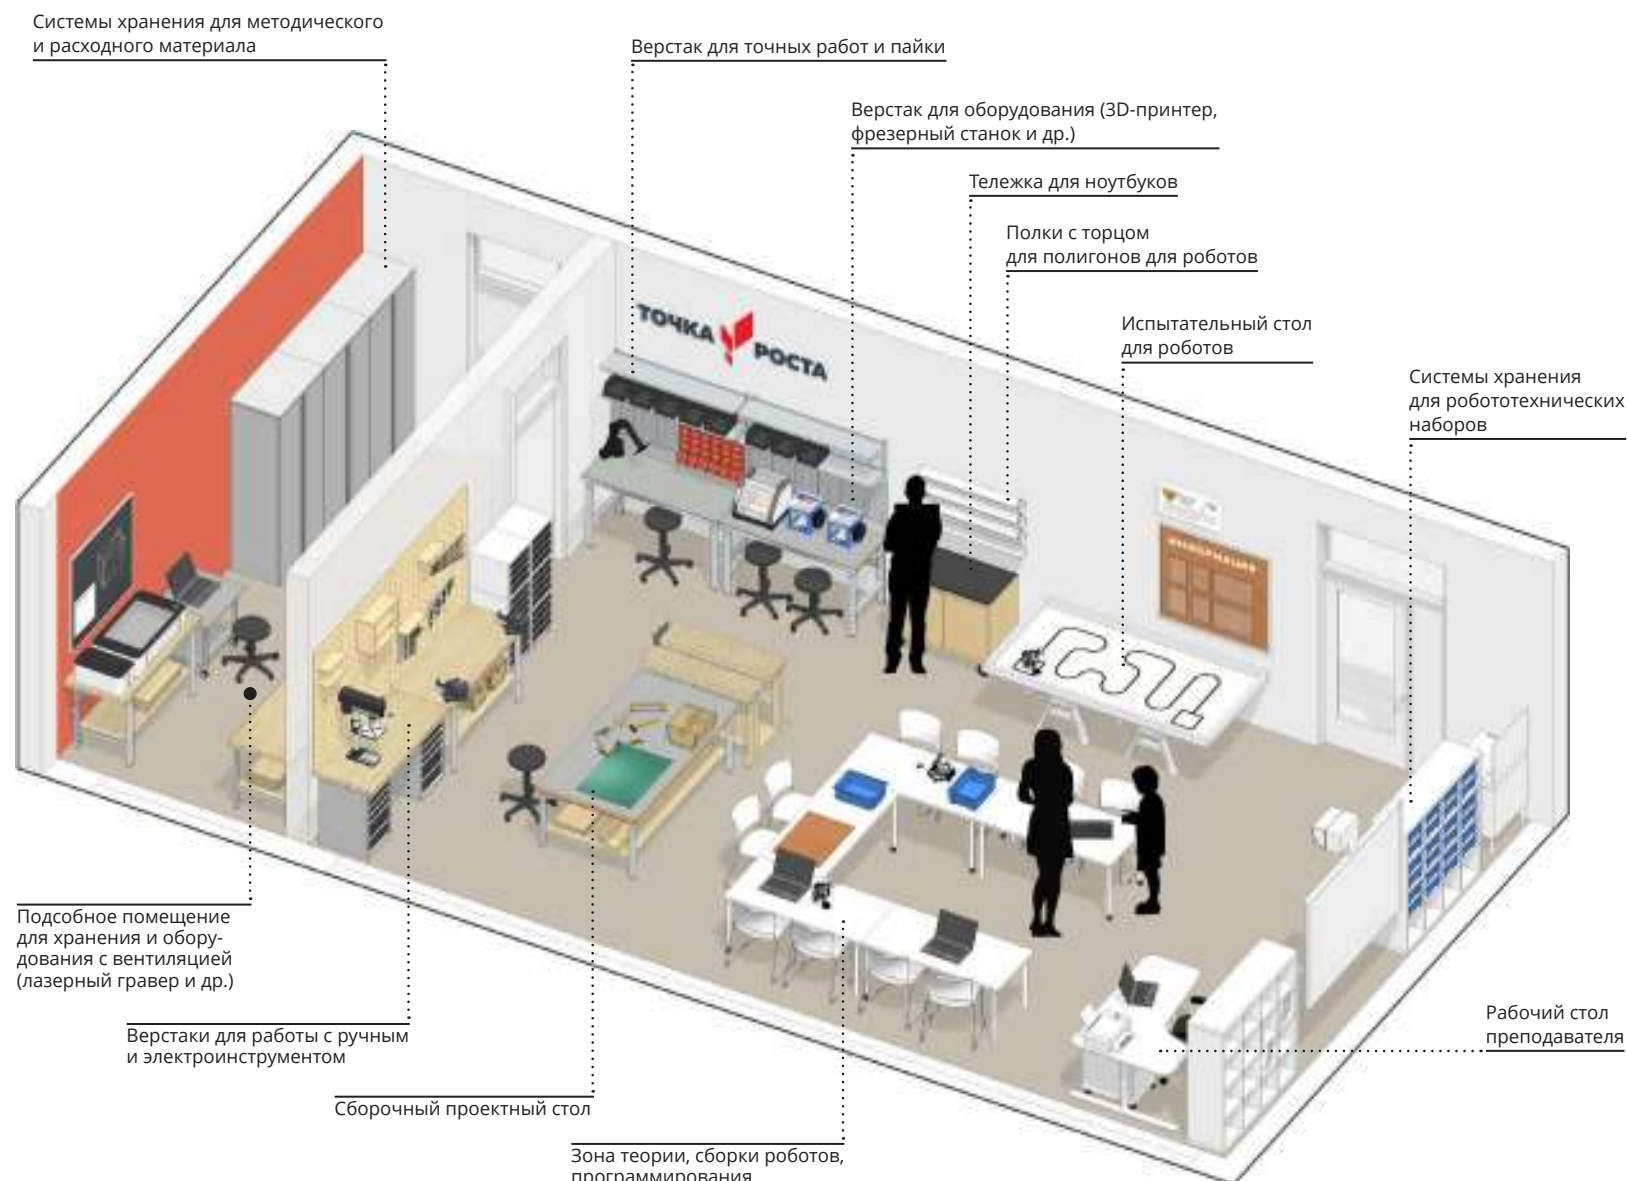 Системы хранения для методического
и расходного материала
Верстак для точных работ и пайки
Верстак для оборудования (3D-принтер,
фрезерный станок и др.)
Тележка для ноутбуков
Полки с торцом
для полигонов для роботов
Испытательный стол
для роботов
Системы хранения
для робототехнических
наборов
ТОЧКА
РОСТА
ИНФОРМАЦИЯ
Подсобное помещение
для хранения и обору-
дования с вентиляцией
(лазерный гравер и др.)
Верстаки для работы с ручным
и электроинструментом
Сборочный проектный стол
Зона теории, сборки роботов,
программирования
Рабочий стол
преподавателя